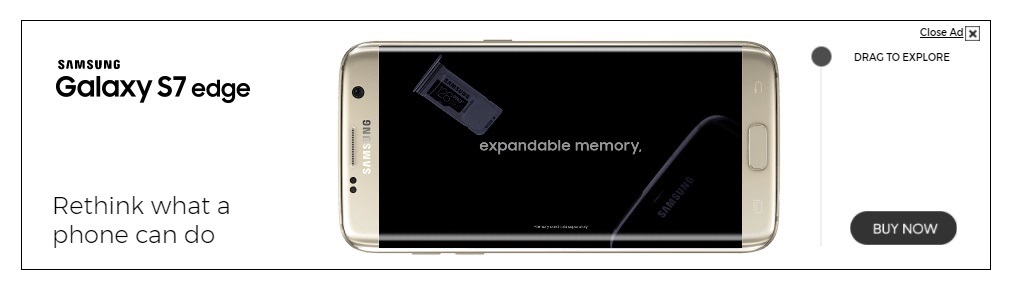 Close Ad
SAMSUNG
Galaxy S7 edge
DRAG TO EXPLORE
SAMSUNG
SAMSUNG
expandable memory,
SAMSUNG
Rethink what a
phone can do
BUY NOW